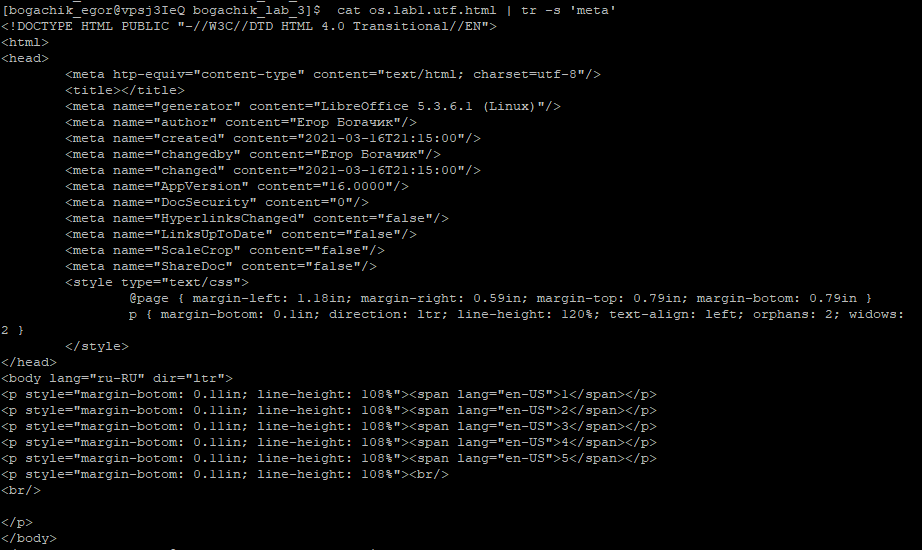 [bogachik_egor@vpsj3IeQ bogachik_lab_3]$  cat os.lab1.utf.html | tr -s 'meta'
<!DOCTYPE HTML PUBLIC "-//W3C//DTD HTML 4.0 Transitional//EN">
<html>
<head>
        <meta htp-equiv="content-type" content="text/html; charset=utf-8"/>
        <title></title>
        <meta name="generator" content="LibreOffice 5.3.6.1 (Linux)"/>
        <meta name="author" content="Егор Богачик"/>
        <meta name="created" content="2021-03-16T21:15:00"/>
        <meta name="changedby" content="Егор Богачик"/>
        <meta name="changed" content="2021-03-16T21:15:00"/>
        <meta name="AppVersion" content="16.0000"/>
        <meta name="DocSecurity" content="0"/>
        <meta name="HyperlinksChanged" content="false"/>
        <meta name="LinksUpToDate" content="false"/>
        <meta name="ScaleCrop" content="false"/>
        <meta name="ShareDoc" content="false"/>
        <style type="text/css">
                @page { margin-left: 1.18in; margin-right: 0.59in; margin-top: 0.79in; margin-botom: 0.79in }
                p { margin-botom: 0.1in; direction: ltr; line-height: 120%; text-align: left; orphans: 2; widows:
2 }
        </style>
</head>
<body lang="ru-RU" dir="ltr">
<p style="margin-botom: 0.11in; line-height: 108%"><span lang="en-US">1</span></p>
<p style="margin-botom: 0.11in; line-height: 108%"><span lang="en-US">2</span></p>
<p style="margin-botom: 0.11in; line-height: 108%"><span lang="en-US">3</span></p>
<p style="margin-botom: 0.11in; line-height: 108%"><span lang="en-US">4</span></p>
<p style="margin-botom: 0.11in; line-height: 108%"><span lang="en-US">5</span></p>
<p style="margin-botom: 0.11in; line-height: 108%"><br/>
<br/>

</p>
</body>